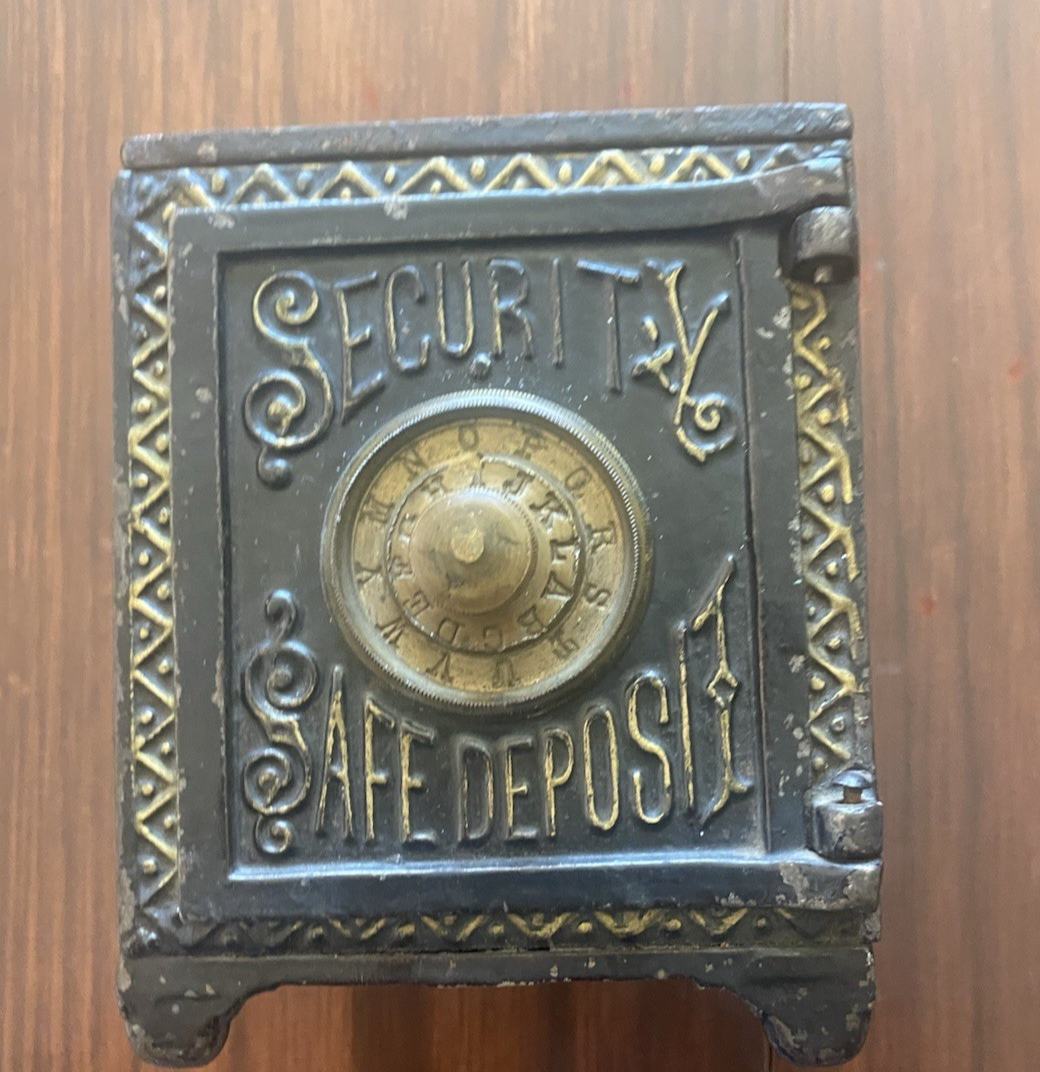 SECURITY
M N O P Q R S T U V W Y
H I J K L A B C D E F
SAFE DEPOSIT